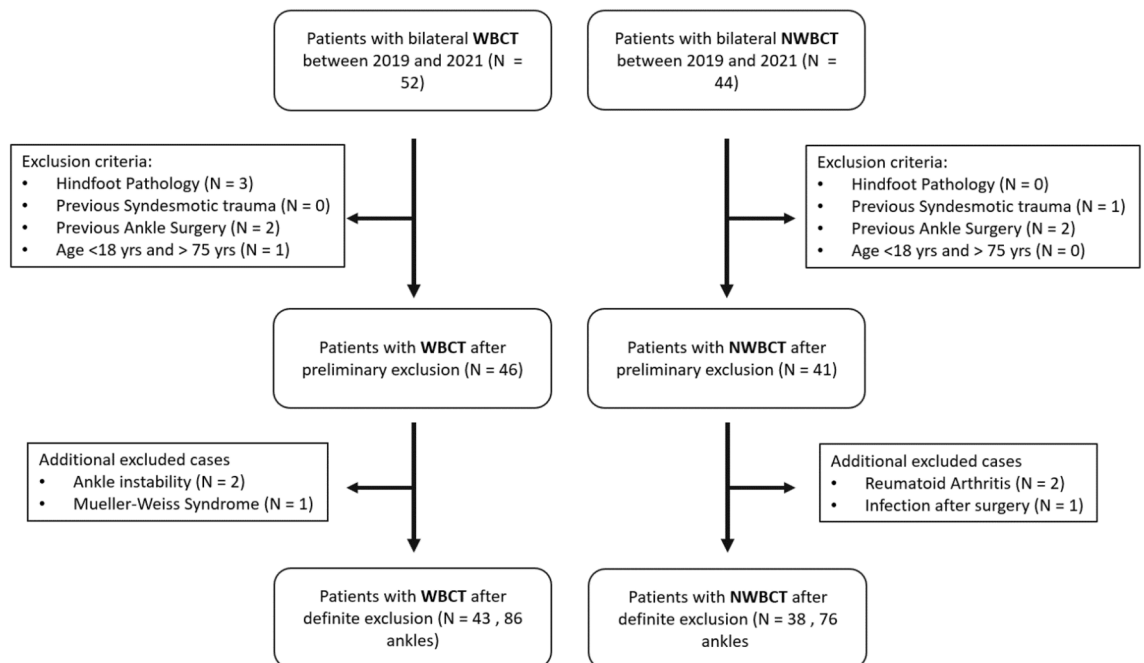 Patients with bilateral WBCT
between 2019 and 2021 (N =
52)
Patients with bilateral NWBCT
between 2019 and 2021 (N =
44)
Exclusion criteria:
• Hindfoot Pathology (N = 3)
• Previous Syndesmotic trauma (N = 0)
• Previous Ankle Surgery (N = 2)
• Age <18 yrs and > 75 yrs (N = 1)
Exclusion criteria:
• Hindfoot Pathology (N = 0)
• Previous Syndesmotic trauma (N = 1)
• Previous Ankle Surgery (N = 2)
• Age <18 yrs and > 75 yrs (N = 0)
Patients with WBCT after
preliminary exclusion (N = 46)
Patients with NWBCT after
preliminary exclusion (N = 41)
Additional excluded cases
• Ankle instability (N = 2)
• Mueller-Weiss Syndrome (N = 1)
Additional excluded cases
• Reumatoid Arthritis (N = 2)
• Infection after surgery (N = 1)
Patients with WBCT after
definite exclusion (N = 43 , 86
ankles)
Patients with NWBCT after
definite exclusion (N = 38 , 76
ankles